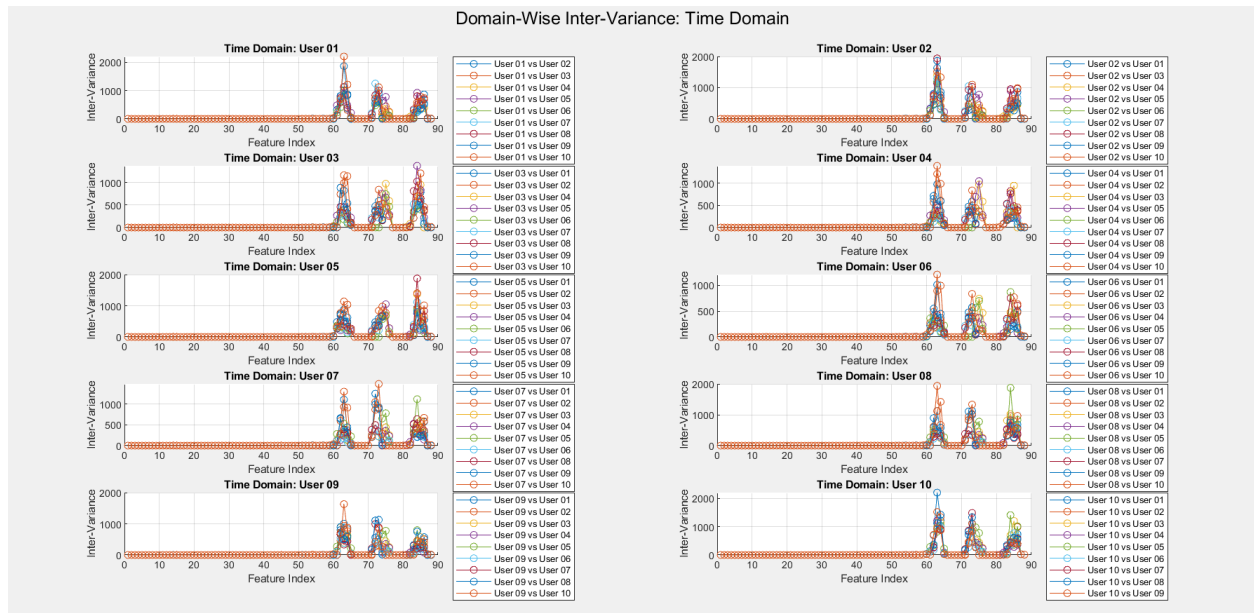 Domain-Wise Inter-Variance: Time Domain
Time Domain: User 01
Inter-Variance
2000
1000
0
0 10 20 30 40 50 60 70 80 90
Feature Index
User 01 vs User 02
User 01 vs User 03
User 01 vs User 04
User 01 vs User 05
User 01 vs User 06
User 01 vs User 07
User 01 vs User 08
User 01 vs User 09
User 01 vs User 10
Time Domain: User 02
Inter-Variance
2000
1000
0
0 10 20 30 40 50 60 70 80 90
Feature Index
User 02 vs User 01
User 02 vs User 03
User 02 vs User 04
User 02 vs User 05
User 02 vs User 06
User 02 vs User 07
User 02 vs User 08
User 02 vs User 09
User 02 vs User 10
Time Domain: User 03
Inter-Variance
1000
500
0
0 10 20 30 40 50 60 70 80 90
Feature Index
User 03 vs User 01
User 03 vs User 02
User 03 vs User 04
User 03 vs User 05
User 03 vs User 06
User 03 vs User 07
User 03 vs User 08
User 03 vs User 09
User 03 vs User 10
Time Domain: User 04
Inter-Variance
1000
500
0
0 10 20 30 40 50 60 70 80 90
Feature Index
User 04 vs User 01
User 04 vs User 02
User 04 vs User 03
User 04 vs User 05
User 04 vs User 06
User 04 vs User 07
User 04 vs User 08
User 04 vs User 09
User 04 vs User 10
Time Domain: User 05
Inter-Variance
2000
1000
0
0 10 20 30 40 50 60 70 80 90
Feature Index
User 05 vs User 01
User 05 vs User 02
User 05 vs User 03
User 05 vs User 04
User 05 vs User 06
User 05 vs User 07
User 05 vs User 08
User 05 vs User 09
User 05 vs User 10
Time Domain: User 06
Inter-Variance
1000
500
0
0 10 20 30 40 50 60 70 80 90
Feature Index
User 06 vs User 01
User 06 vs User 02
User 06 vs User 03
User 06 vs User 04
User 06 vs User 05
User 06 vs User 07
User 06 vs User 08
User 06 vs User 09
User 06 vs User 10
Time Domain: User 07
Inter-Variance
1000
500
0
0 10 20 30 40 50 60 70 80 90
Feature Index
User 07 vs User 01
User 07 vs User 02
User 07 vs User 03
User 07 vs User 04
User 07 vs User 05
User 07 vs User 06
User 07 vs User 08
User 07 vs User 09
User 07 vs User 10
Time Domain: User 08
Inter-Variance
2000
1000
0
0 10 20 30 40 50 60 70 80 90
Feature Index
User 08 vs User 01
User 08 vs User 02
User 08 vs User 03
User 08 vs User 04
User 08 vs User 05
User 08 vs User 06
User 08 vs User 07
User 08 vs User 09
User 08 vs User 10
Time Domain: User 09
Inter-Variance
2000
1000
0
0 10 20 30 40 50 60 70 80 90
Feature Index
User 09 vs User 01
User 09 vs User 02
User 09 vs User 03
User 09 vs User 04
User 09 vs User 05
User 09 vs User 06
User 09 vs User 07
User 09 vs User 08
User 09 vs User 10
Time Domain: User 10
Inter-Variance
2000
1000
0
0 10 20 30 40 50 60 70 80 90
Feature Index
User 10 vs User 01
User 10 vs User 02
User 10 vs User 03
User 10 vs User 04
User 10 vs User 05
User 10 vs User 06
User 10 vs User 07
User 10 vs User 08
User 10 vs User 09